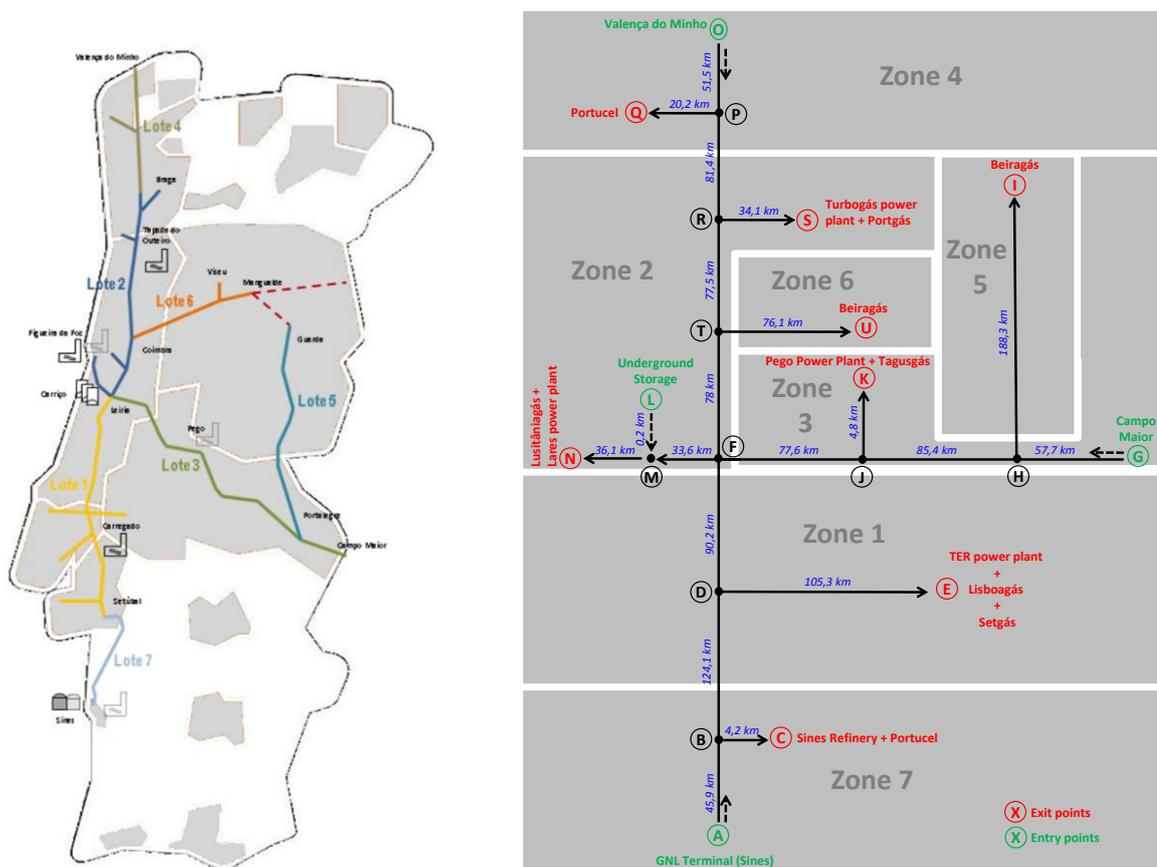 Valença do Minho
Lote 4
Braga
Tapada do
Outeiro
Lote 2
Viseu
Mangualde
Lote 6
Figueira da Foz
Guarda
Coimbra
Carriço
Leiria
Lote 5
Pego
Lote 3
Lote 1
Carregado
Portalegre
Campo Maior
Setúbal
Lote 7
Sines
Valença do Minho
O
51,5 km
Zone 4
Portucel
Q
20,2 km
P
81,4 km
Beiragás
I
R
34,1 km
S
Turbogás power
plant + Portgás
Zone 2
77,5 km
Zone 6
Zone
5
Beiragás
T
76,1 km
U
188,3 km
Underground
Storage
L
Pego Power Plant + Tagusgás
K
Zone
3
78 km
0,2 km
4,8 km
Lusitâniagás +
Lares power plant
Campo
Maior
N
36,1 km
33,6 km
F
77,6 km
85,4 km
57,7 km
G
M
J
H
90,2 km
Zone 1
D
105,3 km
E
TER power plant
+
Lisboagás
+
Setgás
124,1 km
B
4,2 km
C
Sines Refinery + Portucel
Zone 7
45,9 km
X Exit points
X Entry points
A
GNL Terminal (Sines)